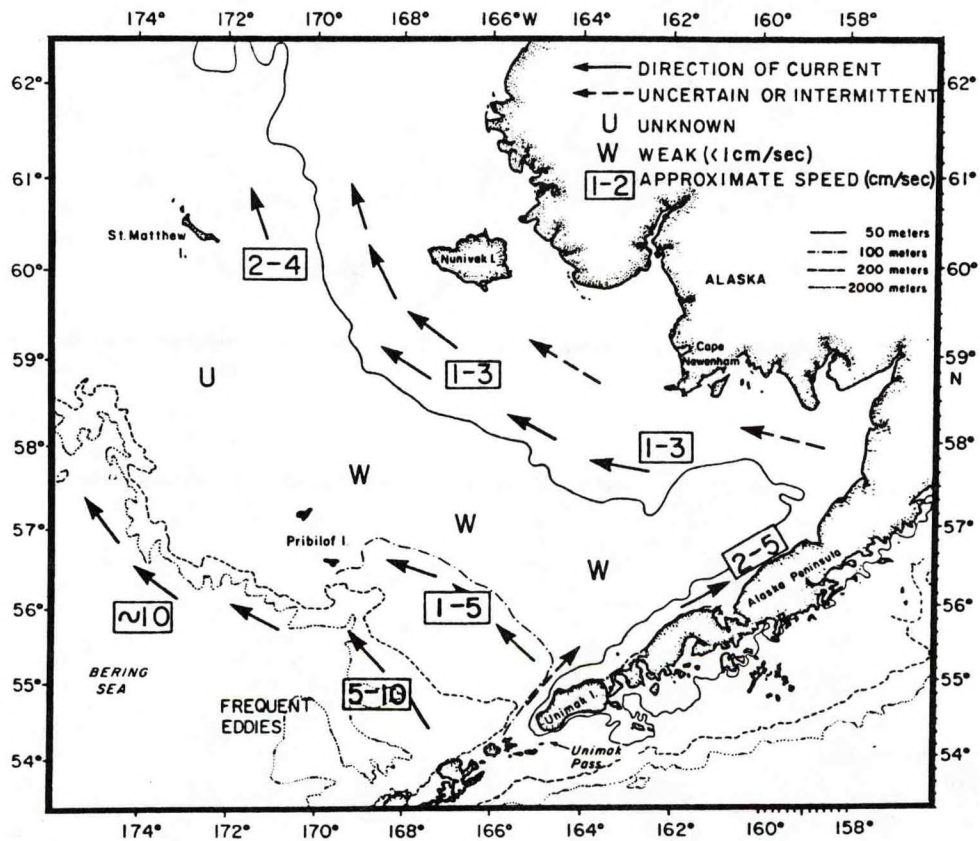 174° 172° 170° 168° 166°W 164° 162° 160° 158°
62° 62°
DIRECTION OF CURRENT
UNCERTAIN OR INTERMITTENT
U UNKNOWN
W WEAK (<1cm/sec)
1-2 APPROXIMATE SPEED (cm/sec)
61° 61°
St. Matthew
I.
50 meters
100 meters
200 meters
2000 meters
Nunivak I.
60° 60°
2-4
ALASKA
59° 59°
N
Cape
Newenham
1-3
U
58° 58°
1-3
W
57° 57°
W
Pribilof I.
2-5
W
Alaska Peninsula
56° 56°
1-5
~10
BERING
SEA
55° 55°
5-10
Unimak I.
FREQUENT
EDDIES
Unimak
Pass
54° 54°
174° 172° 170° 168° 166° 164° 162° 160° 158°